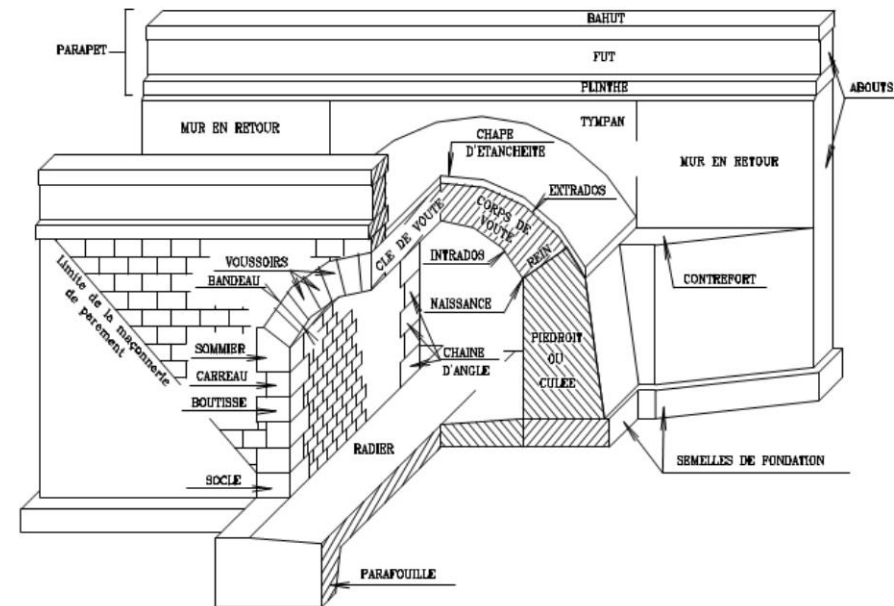 BAHUT
PARAPET
FUT
PLINTHE
ABOUTS
MUR EN RETOUR
TYMPAN
CHAPE
D'ETANCHEITE
MUR EN RETOUR
EXTRADOS
CORPS DE
VOUTE
CLE DE VOUTE
VOUSSOIRS
BANDEAU
INTRADOS
REIN
CONTREFORT
Limite de la maçonnerie
de parement
NAISSANCE
SOMMIER
PIEDROIT
OU
CULEE
CHAINE
D'ANGLE
CARREAU
BOUTISSE
RADIER
SEMELLES DE FONDATION
SOCLE
PARAFOUILLE